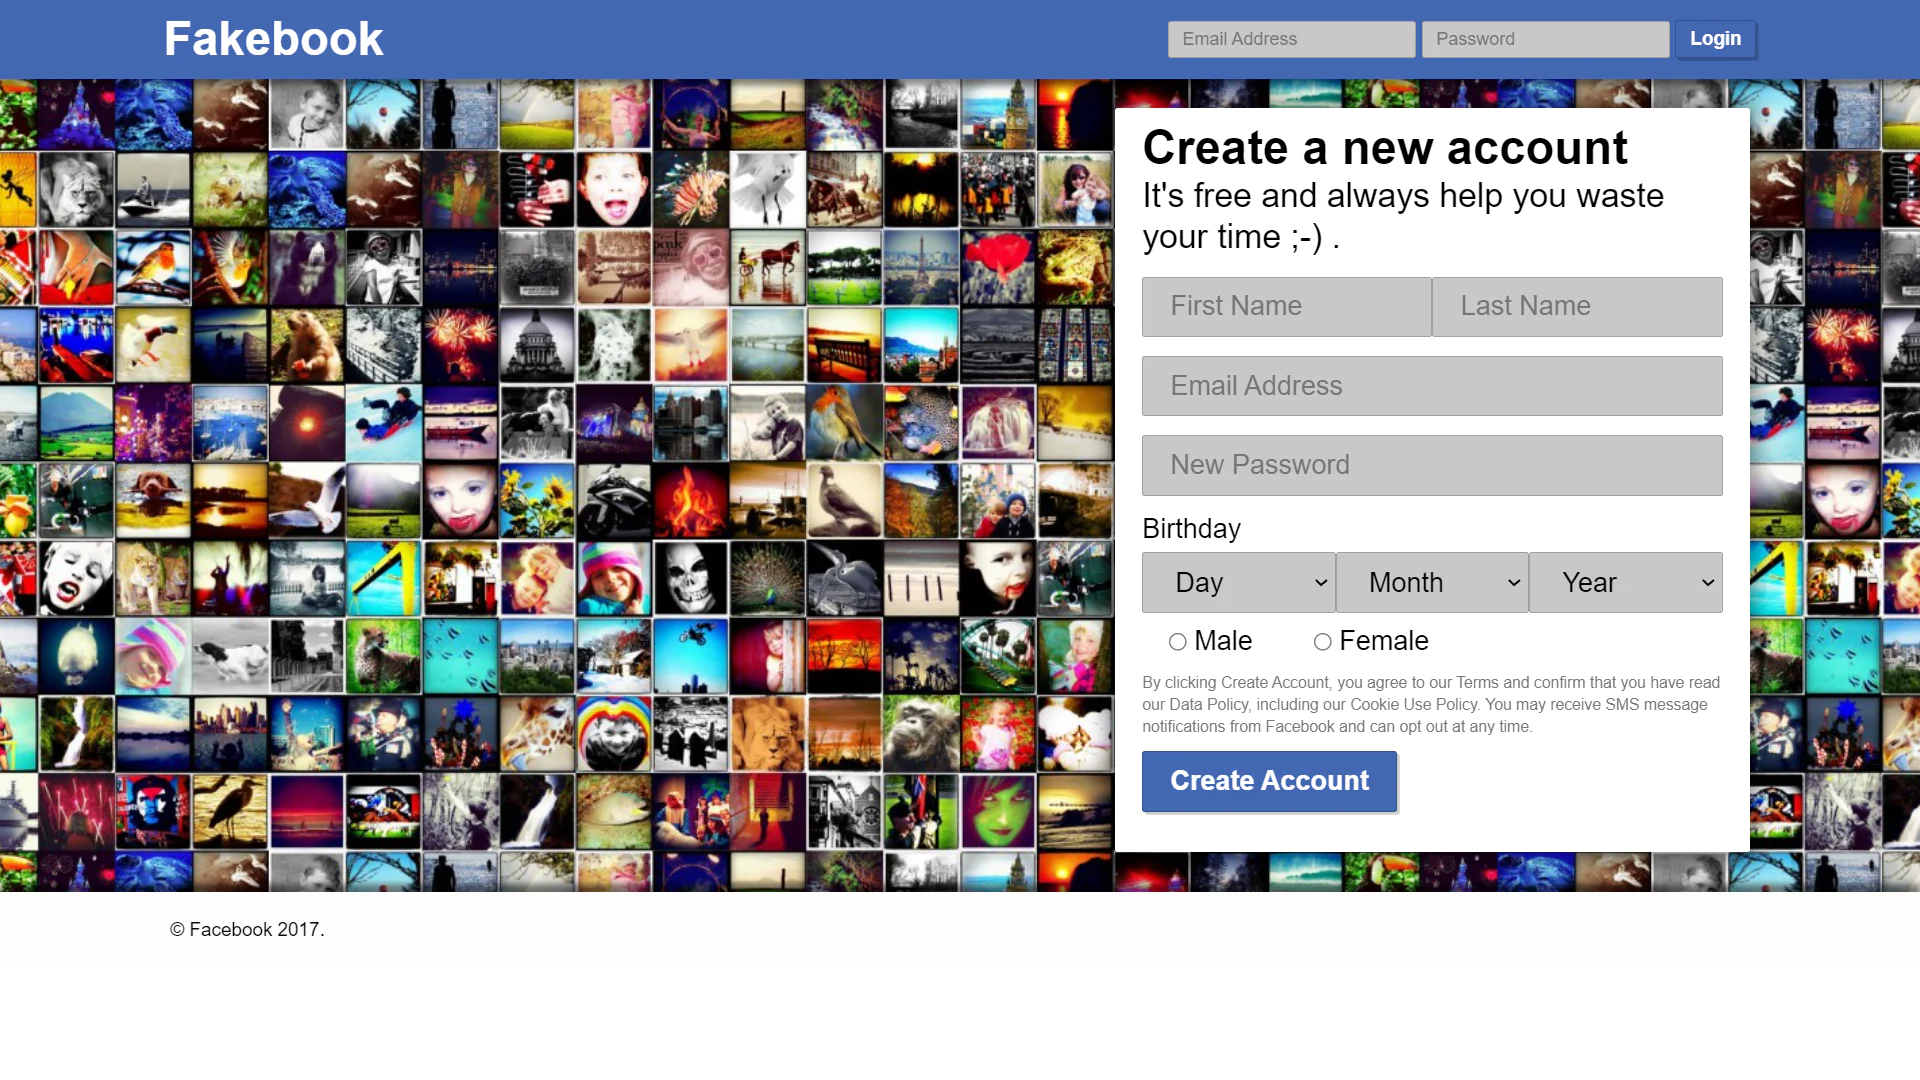 Fakebook
Email Address Password Login
Create a new account
It's free and always help you waste
your time ;-) .
First Name Last Name
Email Address
New Password
Birthday
Day Month Year
Male Female
By clicking Create Account, you agree to our Terms and confirm that you have read
our Data Policy, including our Cookie Use Policy. You may receive SMS message
notifications from Facebook and can opt out at any time.
Create Account
© Facebook 2017.